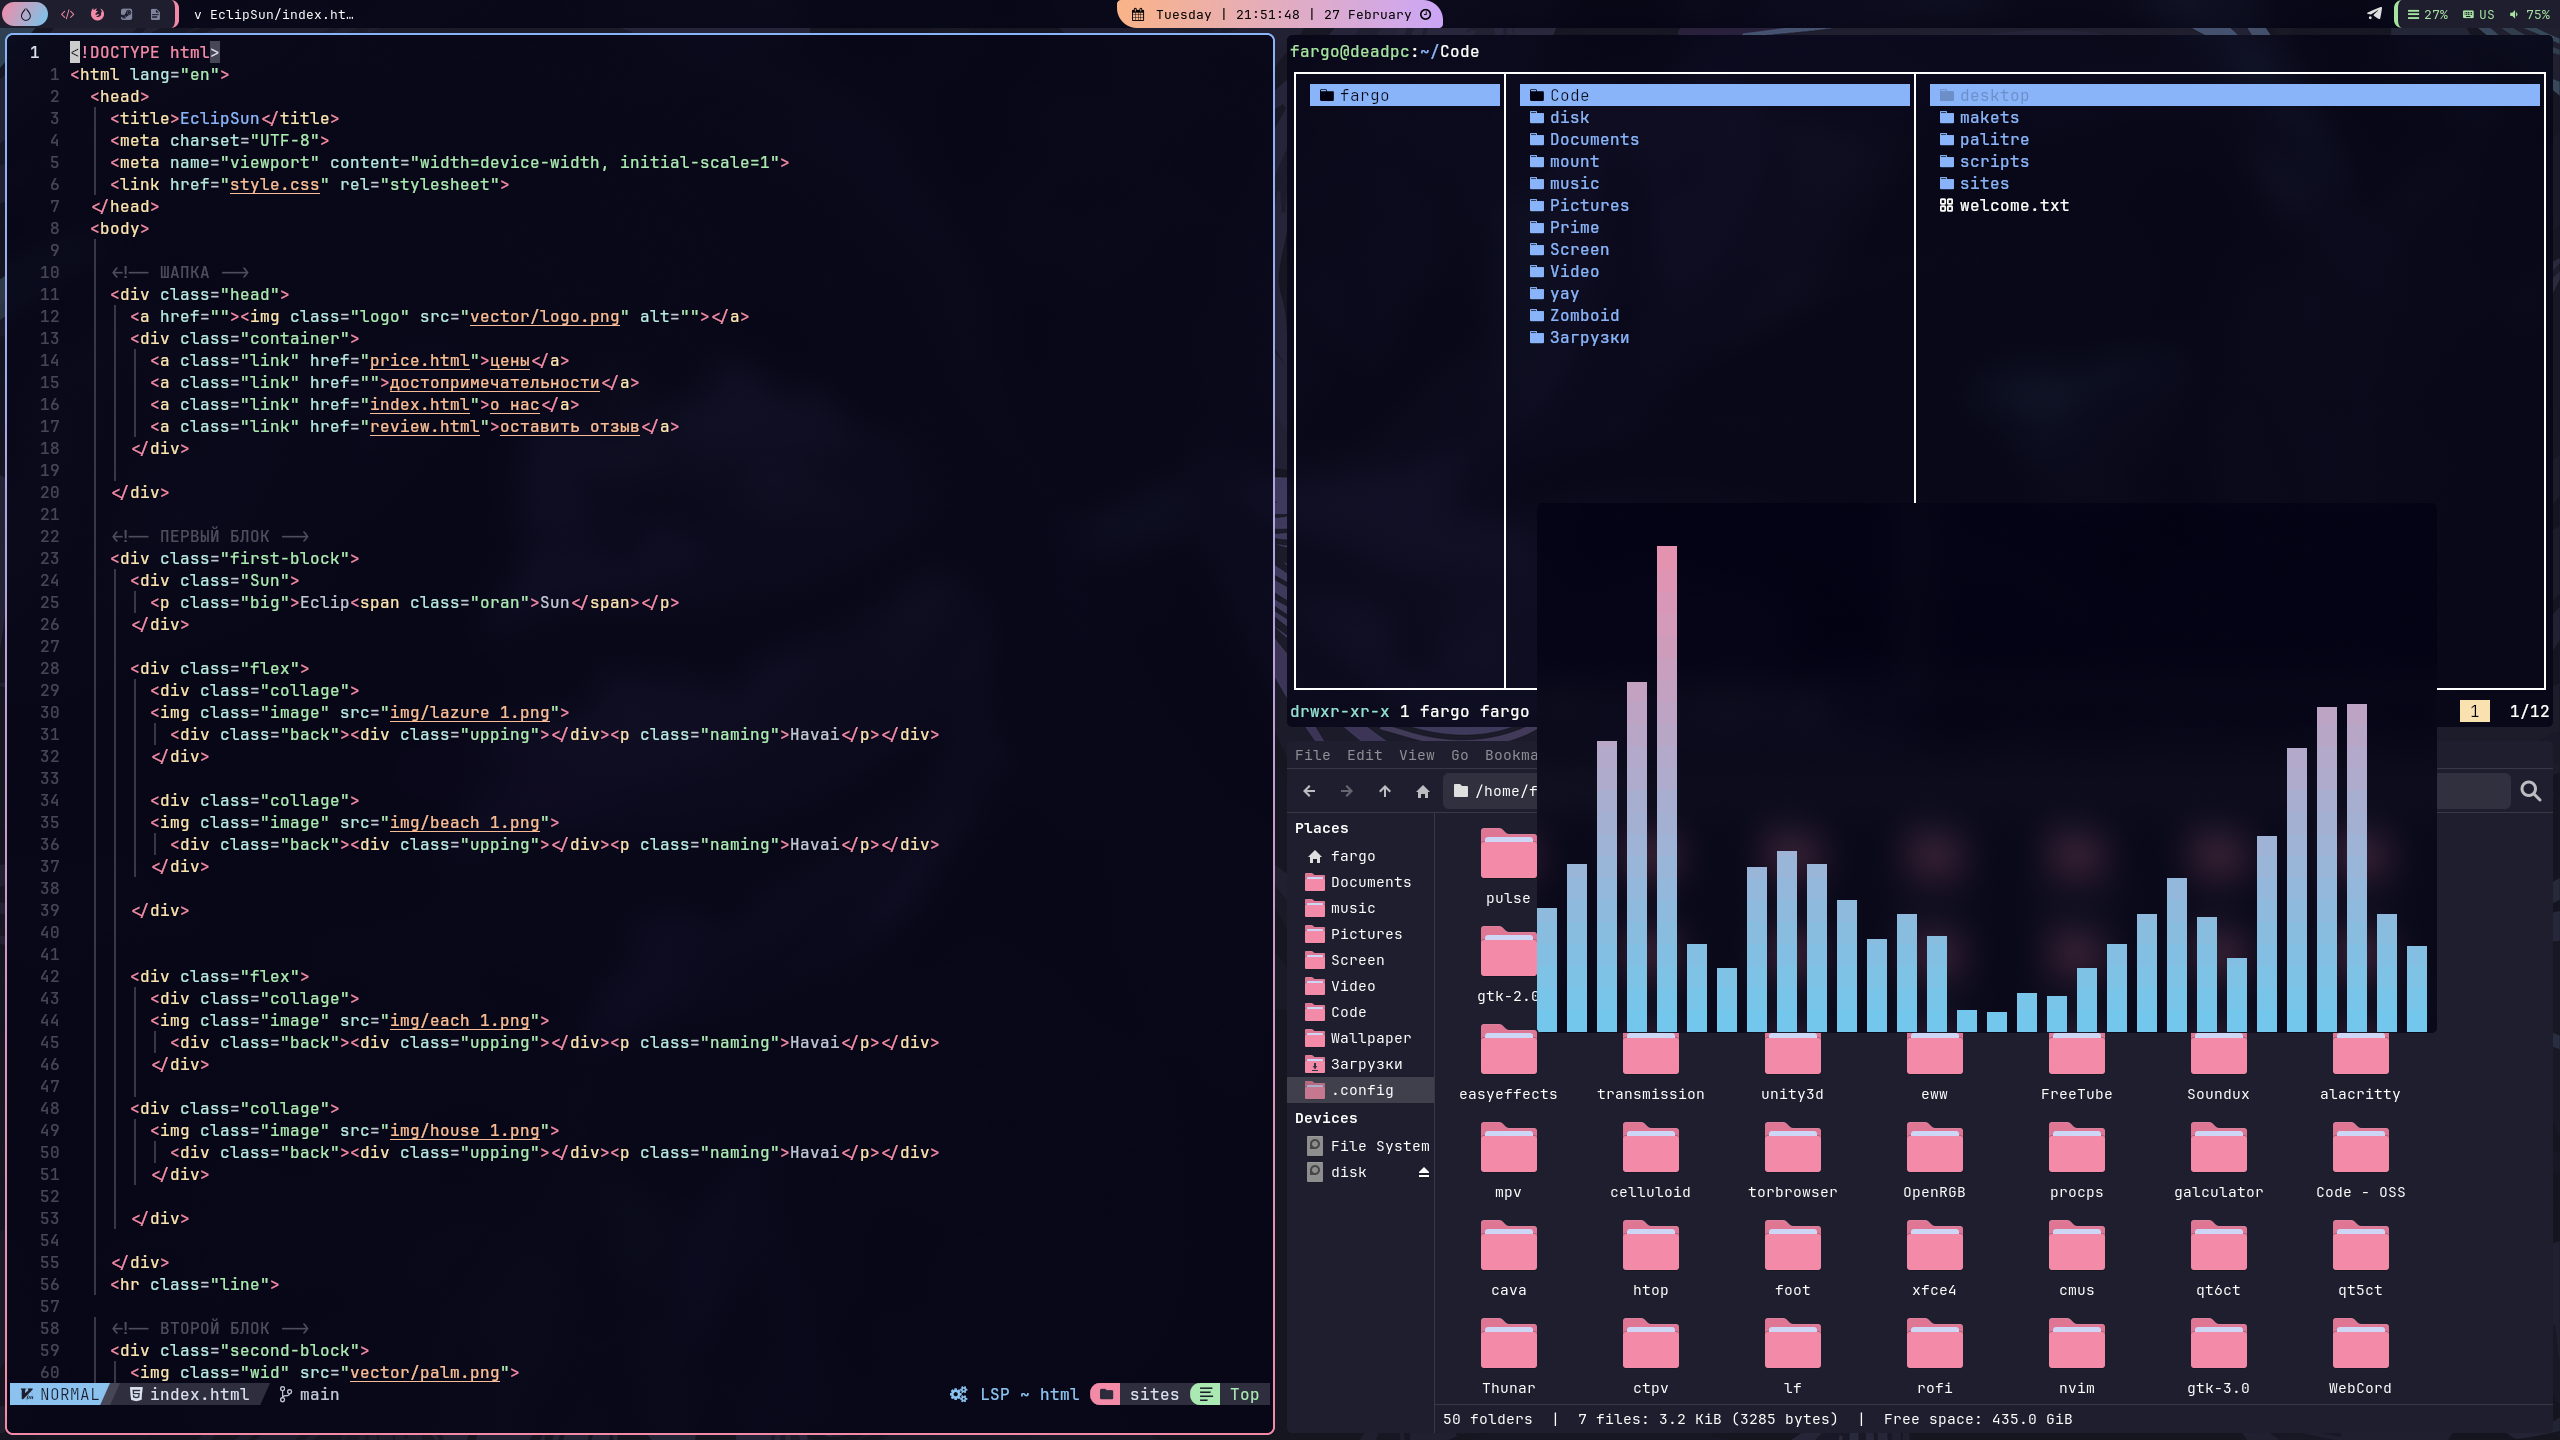 v EclipSun/index.ht…
Tuesday | 21:51:48 | 27 February
27% US 75%
1 <!DOCTYPE html>
1 <html lang="en">
2 <head>
3 <title>EclipSun</title>
4 <meta charset="UTF-8">
5 <meta name="viewport" content="width=device-width, initial-scale=1">
6 <link href="style.css" rel="stylesheet">
7 </head>
8 <body>
9
10 <!-- ШАПКА -->
11 <div class="head">
12 <a href=""><img class="logo" src="vector/logo.png" alt=""></a>
13 <div class="container">
14 <a class="link" href="price.html">цены</a>
15 <a class="link" href="">достопримечательности</a>
16 <a class="link" href="index.html">о нас</a>
17 <a class="link" href="review.html">оставить отзыв</a>
18 </div>
19
20 </div>
21
22 <!-- ПЕРВЫЙ БЛОК -->
23 <div class="first-block">
24 <div class="Sun">
25 <p class="big">Eclip<span class="oran">Sun</span></p>
26 </div>
27
28 <div class="flex">
29 <div class="collage">
30 <img class="image" src="img/lazure_1.png">
31 <div class="back"><div class="upping"></div><p class="naming">Havai</p></div>
32 </div>
33
34 <div class="collage">
35 <img class="image" src="img/beach_1.png">
36 <div class="back"><div class="upping"></div><p class="naming">Havai</p></div>
37 </div>
38
39 </div>
40
41
42 <div class="flex">
43 <div class="collage">
44 <img class="image" src="img/each_1.png">
45 <div class="back"><div class="upping"></div><p class="naming">Havai</p></div>
46 </div>
47
48 <div class="collage">
49 <img class="image" src="img/house_1.png">
50 <div class="back"><div class="upping"></div><p class="naming">Havai</p></div>
51 </div>
52
53 </div>
54
55 </div>
56 <hr class="line">
57
58 <!-- ВТОРОЙ БЛОК -->
59 <div class="second-block">
60 <img class="wid" src="vector/palm.png">
NORMAL index.html main LSP ~ html sites Top
fargo@deadpc:~/Code
fargo
Code
disk
Documents
mount
music
Pictures
Prime
Screen
Video
yay
Zomboid
Загрузки
desktop
makets
palitre
scripts
sites
welcome.txt
drwxr-xr-x 1 fargo fargo 1 1/12
File Edit View Go Bookma
/home/f
Places
fargo
Documents
music
Pictures
Screen
Video
Code
Wallpaper
Загрузки
.config
Devices
File System
disk
pulse
gtk-2.0
easyeffects transmission unity3d eww FreeTube Soundux alacritty
mpv celluloid torbrowser OpenRGB procps galculator Code - OSS
cava htop foot xfce4 cmus qt6ct qt5ct
Thunar ctpv lf rofi nvim gtk-3.0 WebCord
50 folders | 7 files: 3.2 KiB (3285 bytes) | Free space: 435.0 GiB